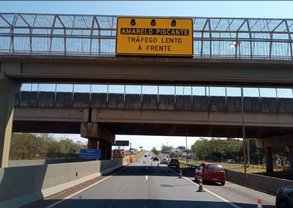 AMARELO PISCANTE
TRÁFEGO LENTO
À FRENTE